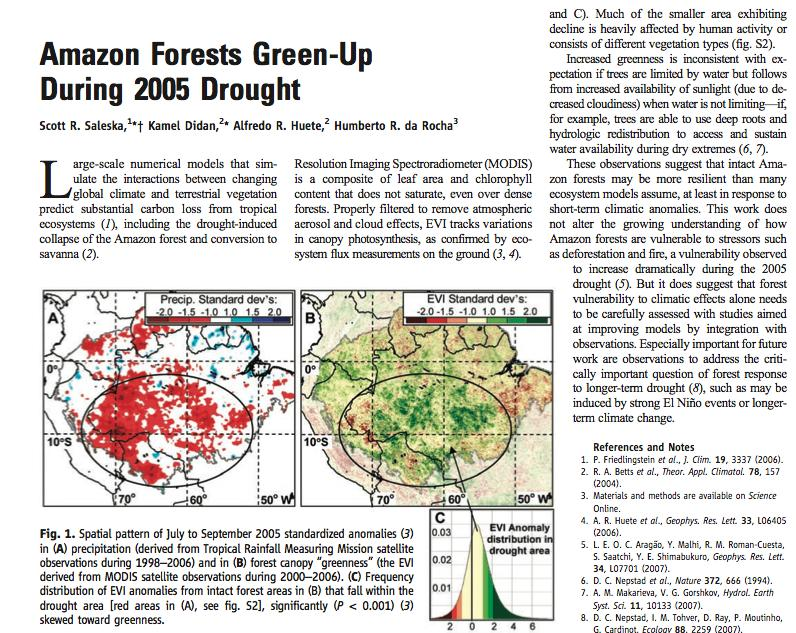 Amazon Forests Green-Up
During 2005 Drought
Scott R. Saleska,¹*† Kamel Didan,²* Alfredo R. Huete,² Humberto R. da Rocha³
Large-scale numerical models that sim-
ulate the interactions between changing
global climate and terrestrial vegetation
predict substantial carbon loss from tropical
ecosystems (1), including the drought-induced
collapse of the Amazon forest and conversion to
savanna (2).
Resolution Imaging Spectroradiometer (MODIS)
is a composite of leaf area and chlorophyll
content that does not saturate, even over dense
forests. Properly filtered to remove atmospheric
aerosol and cloud effects, EVI tracks variations
in canopy photosynthesis, as confirmed by eco-
system flux measurements on the ground (3, 4).
and C). Much of the smaller area exhibiting
decline is heavily affected by human activity or
consists of different vegetation types (fig. S2).
Increased greenness is inconsistent with ex-
pectation if trees are limited by water but follows
from increased availability of sunlight (due to de-
creased cloudiness) when water is not limiting—if,
for example, trees are able to use deep roots and
hydrologic redistribution to access and sustain
water availability during dry extremes (6, 7).
These observations suggest that intact Ama-
zon forests may be more resilient than many
ecosystem models assume, at least in response to
short-term climatic anomalies. This work does
not alter the growing understanding of how
Amazon forests are vulnerable to stressors such
as deforestation and fire, a vulnerability observed
to increase dramatically during the 2005
drought (5). But it does suggest that forest
vulnerability to climatic effects alone needs
to be carefully assessed with studies aimed
at improving models by integration with
observations. Especially important for future
work are observations to address the criti-
cally important question of forest response
to longer-term drought (8), such as may be
induced by strong El Niño events or longer-
term climate change.
A
Precip. Standard dev's:
-2.0 -1.5 1.0 1.0 1.5 2.0
0°
10°S
70° 60° 50° W
B
EVI Standard dev's:
-2.0 -1.5 -1.0 1.0 1.5 2.0
0°
10°S
70° 60° 50° W
C
EVI Anomaly
distribution in
drought area
0.03
0.02
0.01
2 0 2 4 6
Fig. 1. Spatial pattern of July to September 2005 standardized anomalies (3)
in (A) precipitation (derived from Tropical Rainfall Measuring Mission satellite
observations during 1998–2006) and in (B) forest canopy "greenness" (the EVI
derived from MODIS satellite observations during 2000–2006). (C) Frequency
distribution of EVI anomalies from intact forest areas in (B) that fall within the
drought area [red areas in (A), see fig. S2], significantly (P < 0.001) (3)
skewed toward greenness.
References and Notes
1. P. Friedlingstein et al., J. Clim. 19, 3337 (2006).
2. R. A. Betts et al., Theor. Appl. Climatol. 78, 157
(2004).
3. Materials and methods are available on Science
Online.
4. A. R. Huete et al., Geophys. Res. Lett. 33, L06405
(2006).
5. L. E. O. C. Aragão, Y. Malhi, R. M. Roman-Cuesta,
S. Saatchi, Y. E. Shimabukuro, Geophys. Res. Lett.
34, L07701 (2007).
6. D. C. Nepstad et al., Nature 372, 666 (1994).
7. A. M. Makarieva, V. G. Gorshkov, Hydrol. Earth
Syst. Sci. 11, 10133 (2007).
8. D. C. Nepstad, I. M. Tohver, D. Ray, P. Moutinho,
G. Cardinot, Ecology 88, 2259 (2007).